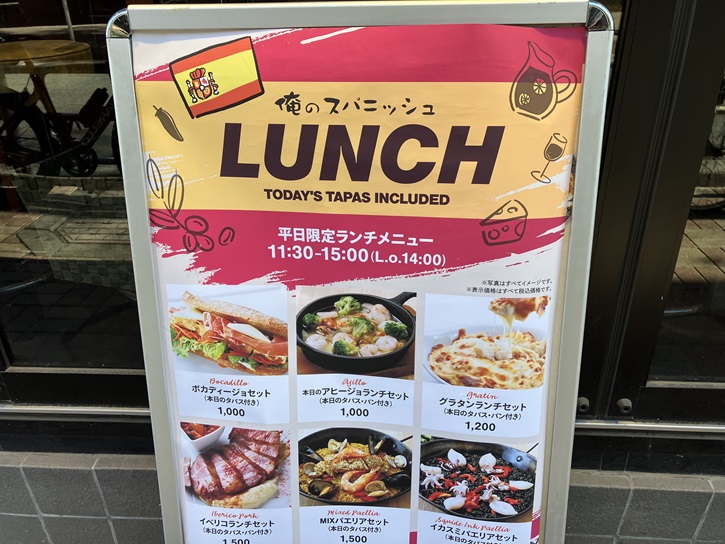 俺のスパニッシュ
LUNCH
TODAY'S TAPAS INCLUDED
平日限定ランチメニュー
11:30-15:00(L.o.14:00)
※写真はすべてイメージです。
※表示価格はすべて税込価格です。
Bocadillo
ボカディージョセット
(本日のタパス付き)
1,000
Ajillo
本日のアヒージョランチセット
(本日のタパス・パン付き)
1,000
gratin
グラタンランチセット
(本日のタパス・パン付き)
1,200
Iberico Pork
イベリコランチセット
(本日のタパス・パン付き)
1,500
Mixed Paellia
MIXパエリアセット
(本日のタパス付き)
1,500
Squide Ink Paellia
イカスミパエリアセット
(本日のタパス付き)